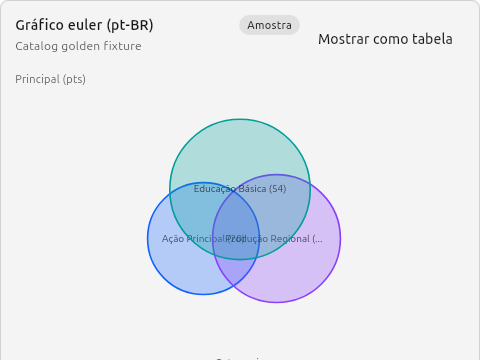 Gráfico euler (pt-BR)
Amostra
Mostrar como tabela
Catalog golden fixture
Principal (pts)
Educação Básica (54)
Ação Principal
Produção Regional (...